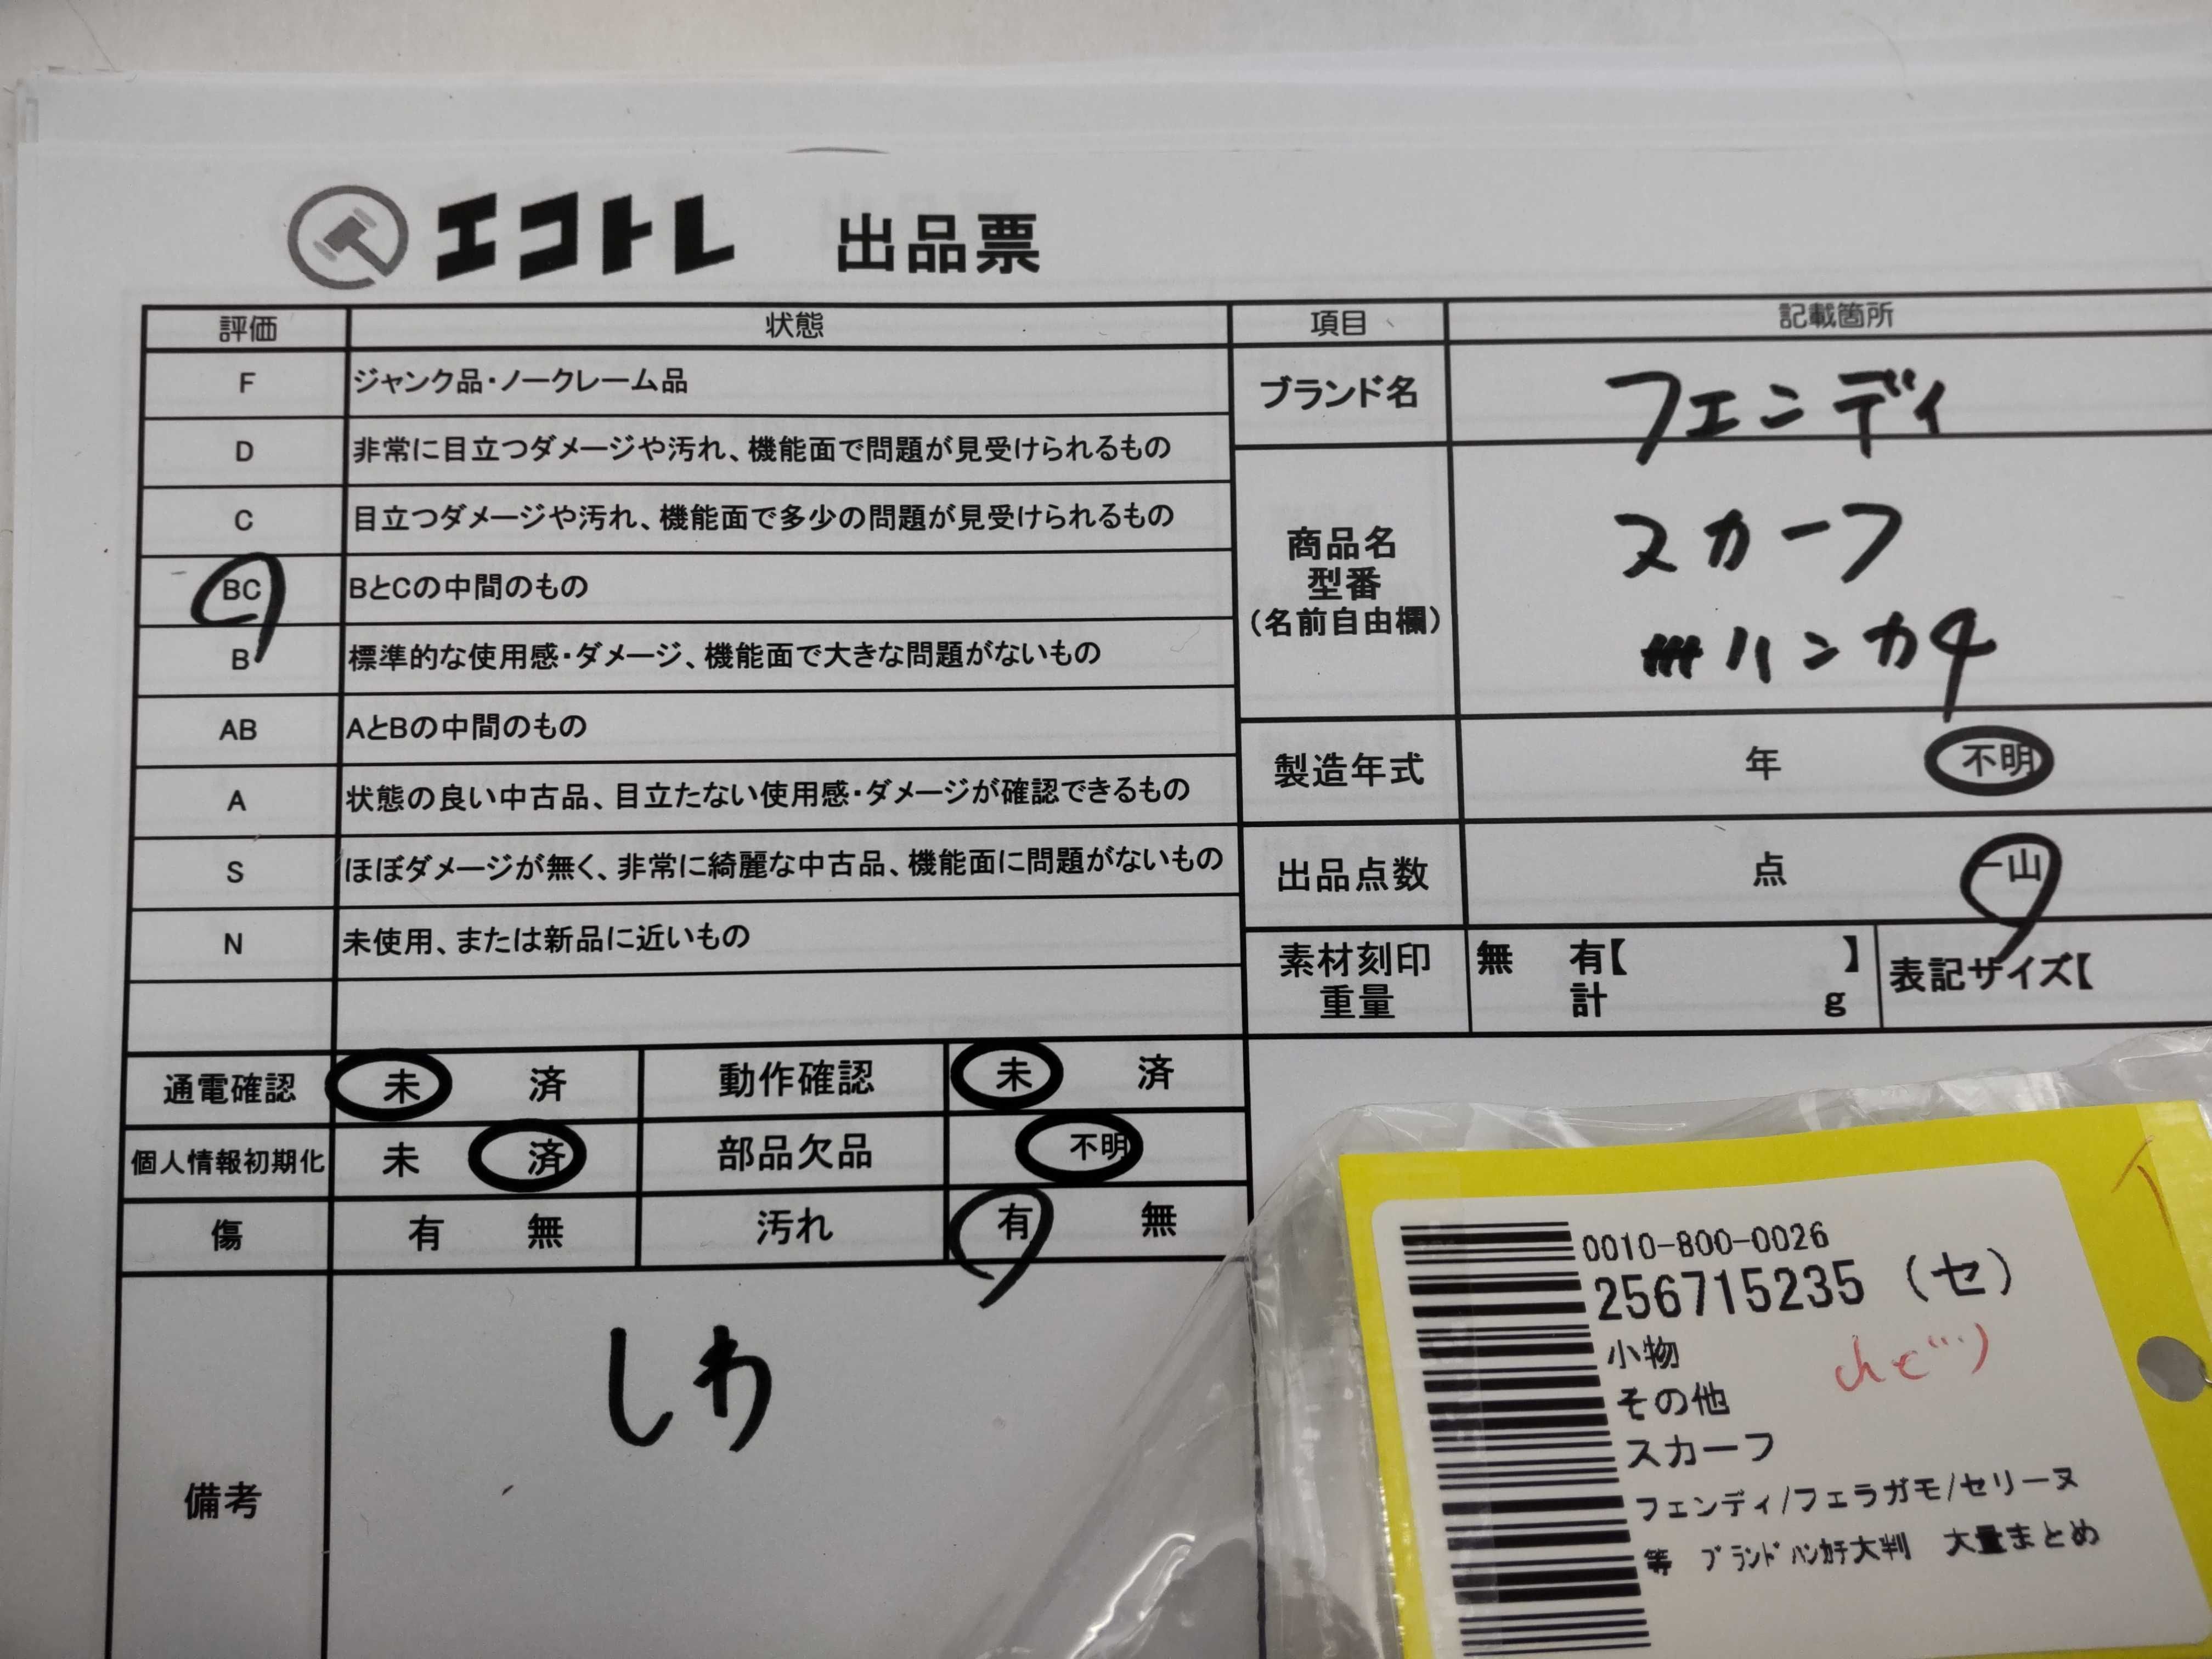 エコトレ 出品票
評価 状態 項目 記載箇所
F ジャンク品・ノークレーム品
D 非常に目立つダメージや汚れ、機能面で問題が見受けられるもの
C 目立つダメージや汚れ、機能面で多少の問題が見受けられるもの
BC BとCの中間のもの
B 標準的な使用感・ダメージ、機能面で大きな問題がないもの
AB AとBの中間のもの
A 状態の良い中古品、目立たない使用感・ダメージが確認できるもの
S ほぼダメージが無く、非常に綺麗な中古品、機能面に問題がないもの
N 未使用、または新品に近いもの
ブランド名 フェンディ
商品名
型番
(名前自由欄)
スカーフ
ハンカチ
製造年式 年 不明
出品点数 点 一山
素材刻印 無 有【 】 表記サイズ【
重量 計 g
通電確認 未 済 動作確認 未 済
個人情報初期化 未 済 部品欠品 不明
傷 有 無 汚れ 有 無
備考 しわ
0010-800-0026
256715235 (セ)
小物
その他
スカーフ
フェンディ/フェラガモ/セリーヌ
等 ブランドハンカチ大判 大量まとめ